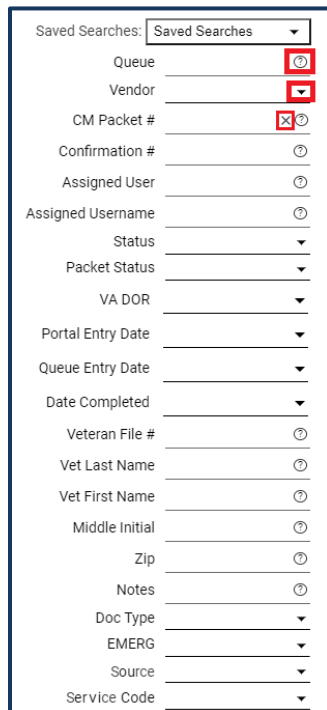 Saved Searches: Saved Searches
Queue
Vendor
CM Packet #
Confirmation #
Assigned User
Assigned Username
Status
Packet Status
VA DOR
Portal Entry Date
Queue Entry Date
Date Completed
Veteran File #
Vet Last Name
Vet First Name
Middle Initial
Zip
Notes
Doc Type
EMERG
Source
Service Code